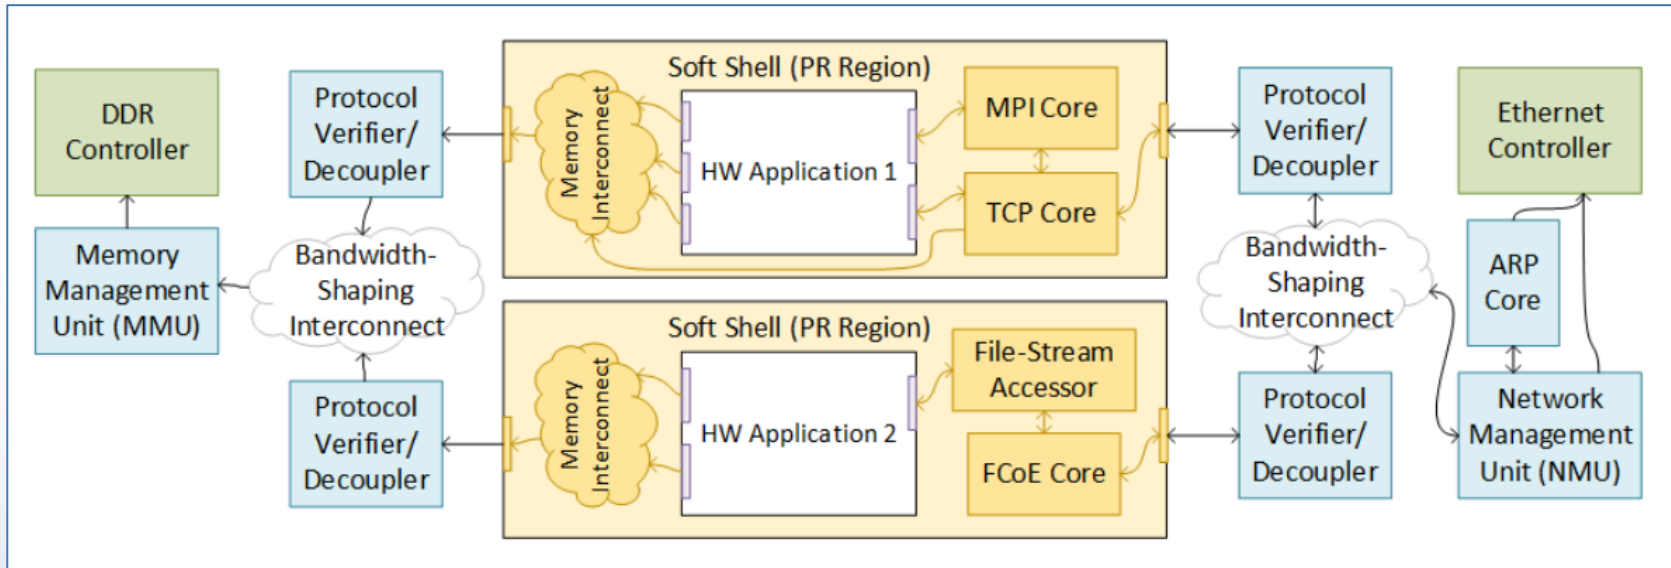 DDR
Controller
Memory
Management
Unit (MMU)
Protocol
Verifier/
Decoupler
Bandwidth-
Shaping
Interconnect
Protocol
Verifier/
Decoupler
Soft Shell (PR Region)
Memory
Interconnect
HW Application 1
MPI Core
TCP Core
Soft Shell (PR Region)
Memory
Interconnect
HW Application 2
File-Stream
Accessor
FCoE Core
Protocol
Verifier/
Decoupler
Bandwidth-
Shaping
Interconnect
Protocol
Verifier/
Decoupler
Ethernet
Controller
ARP
Core
Network
Management
Unit (NMU)